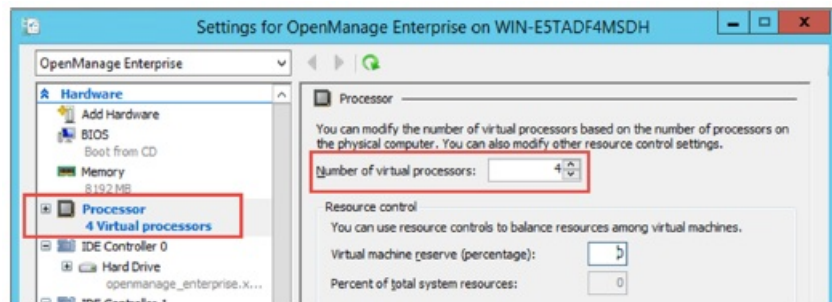 Settings for OpenManage Enterprise on WIN-E5TADF4MSDH
OpenManage Enterprise
Hardware
Add Hardware
BIOS
Boot from CD
Memory
8192 MB
Processor
4 Virtual processors
IDE Controller 0
Hard Drive
openmanage_enterprise.x...
IDE Controller 1
Processor
You can modify the number of virtual processors based on the number of processors on
the physical computer. You can also modify other resource control settings.
Number of virtual processors: 4
Resource control
You can use resource controls to balance resources among virtual machines.
Virtual machine reserve (percentage):
Percent of total system resources: 0